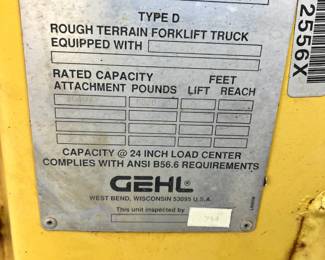 TYPE D
ROUGH TERRAIN FORKLIFT TRUCK
EQUIPPED WITH
RATED CAPACITY FEET
ATTACHMENT POUNDS LIFT REACH
CAPACITY @ 24 INCH LOAD CENTER
COMPLIES WITH ANSI B56.6 REQUIREMENTS
GEHL
WEST BEND, WISCONSIN 53095 U.S.A.
This unit inspected by
2556X